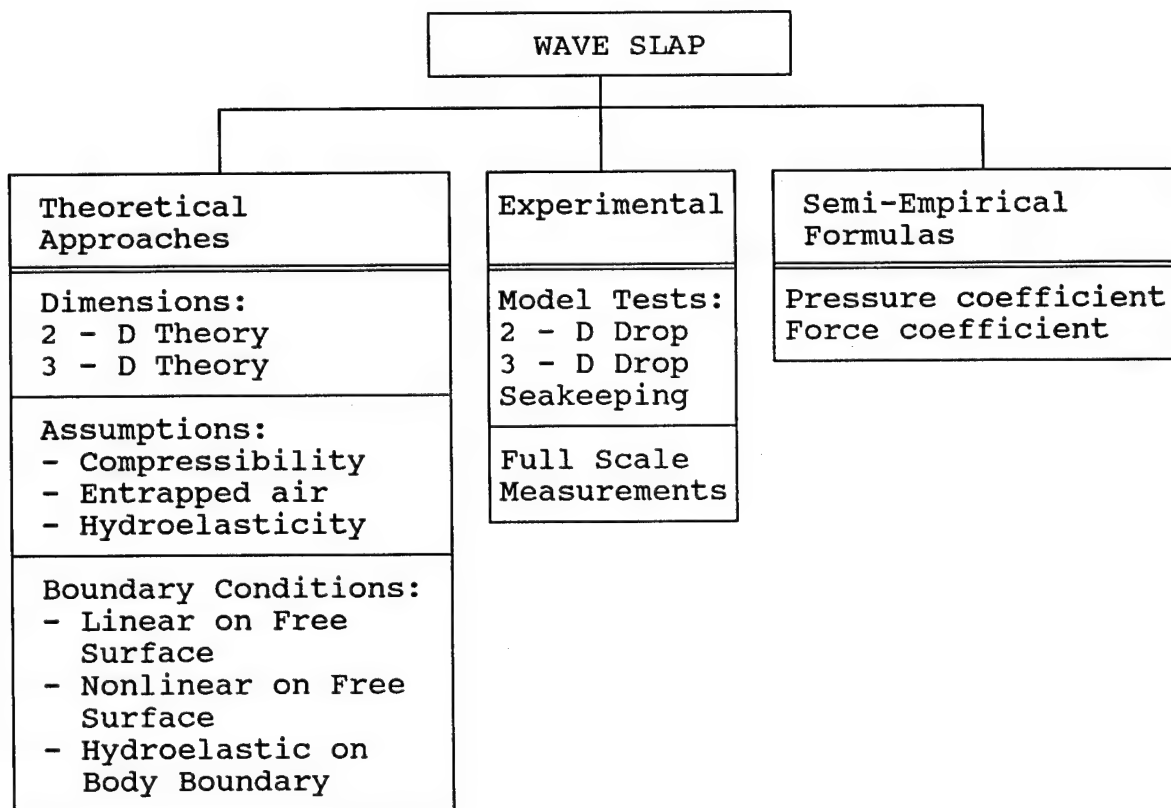 WAVE SLAP
Theoretical
Approaches
Dimensions:
2 - D Theory
3 - D Theory
Assumptions:
- Compressibility
- Entrapped air
- Hydroelasticity
Boundary Conditions:
- Linear on Free
Surface
- Nonlinear on Free
Surface
- Hydroelastic on
Body Boundary
Experimental
Model Tests:
2 - D Drop
3 - D Drop
Seakeeping
Full Scale
Measurements
Semi-Empirical
Formulas
Pressure coefficient
Force coefficient